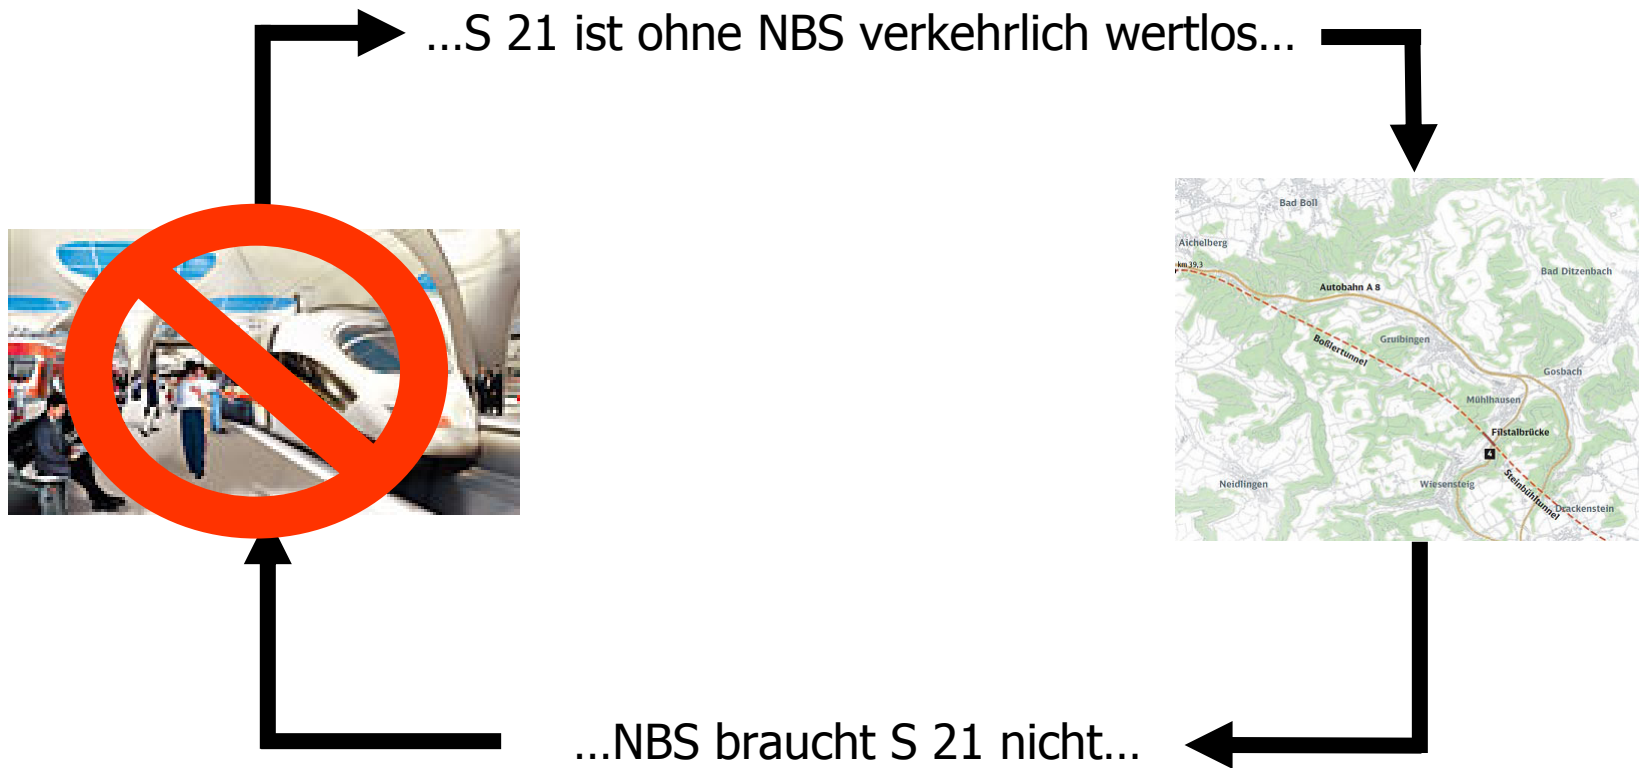 …S 21 ist ohne NBS verkehrlich wertlos…
Bad Boll
Aichelberg
km 39,3
Bad Ditzenbach
Autobahn A 8
Boßlertunnel
Gruibingen
Gosbach
Mühlhausen
Filstalbrücke
4
Neidlingen
Wiesensteig
Steinbühltunnel
Drackenstein
…NBS braucht S 21 nicht…